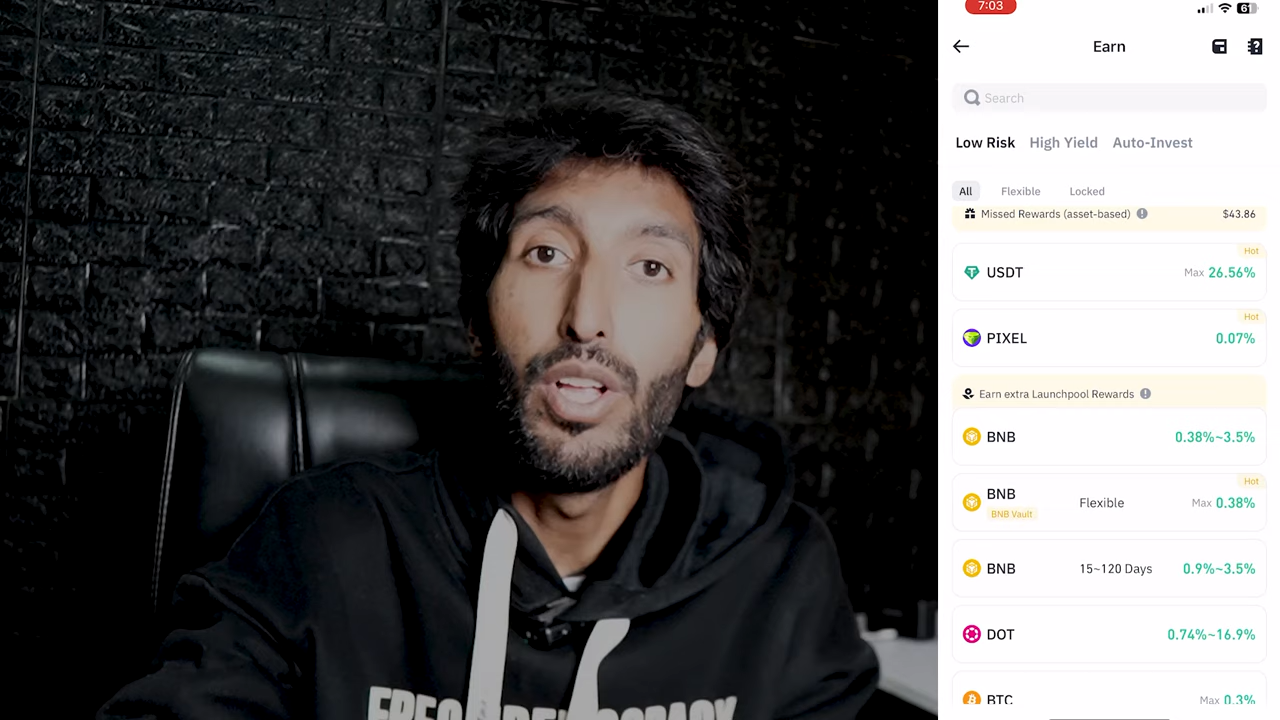 7:03
61
Earn
Search
Low Risk High Yield Auto-Invest
All Flexible Locked
Missed Rewards (asset-based) $43.86
Hot
USDT Max 26.56%
Hot
PIXEL 0.07%
Earn extra Launchpool Rewards
BNB 0.38%~3.5%
Hot
BNB Flexible Max 0.38%
BNB Vault
BNB 15~120 Days 0.9%~3.5%
DOT 0.74%~16.9%
BTC Max 0.3%